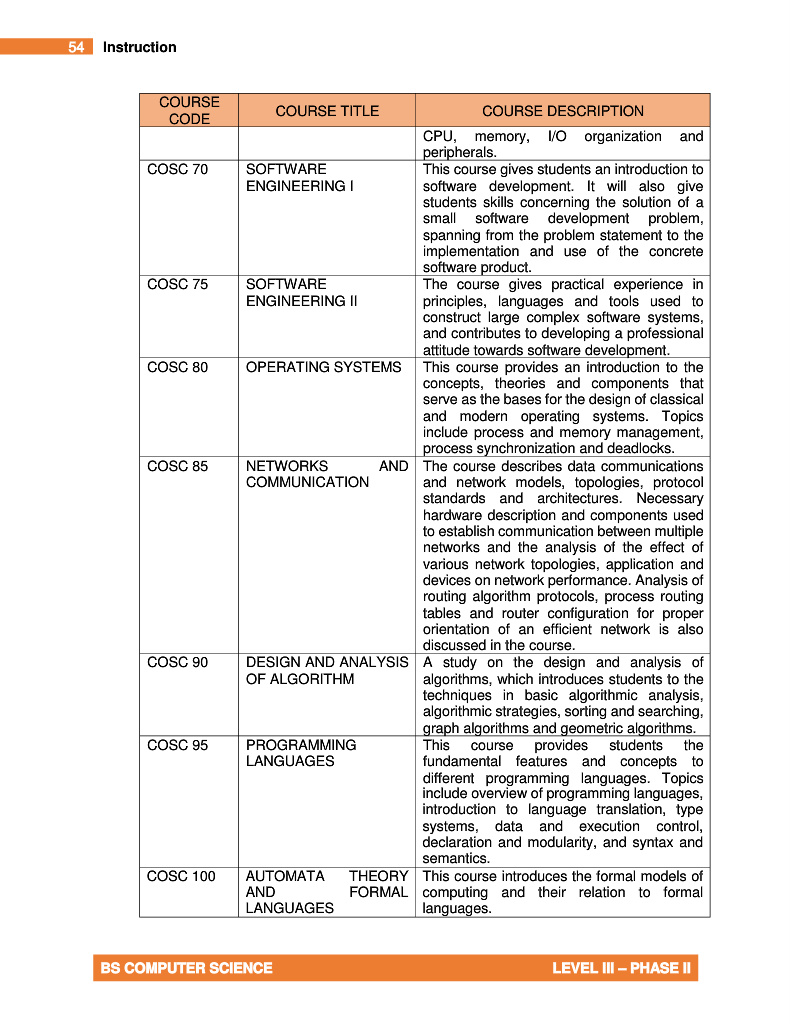 54 Instruction
COURSE CODE COURSE TITLE COURSE DESCRIPTION
CPU, memory, I/O organization and
peripherals.
COSC 70 SOFTWARE This course gives students an introduction to
ENGINEERING I software development. It will also give
students skills concerning the solution of a
small software development problem,
spanning from the problem statement to the
implementation and use of the concrete
software product.
COSC 75 SOFTWARE The course gives practical experience in
ENGINEERING II principles, languages and tools used to
construct large complex software systems,
and contributes to developing a professional
attitude towards software development.
COSC 80 OPERATING SYSTEMS This course provides an introduction to the
concepts, theories and components that
serve as the bases for the design of classical
and modern operating systems. Topics
include process and memory management,
process synchronization and deadlocks.
COSC 85 NETWORKS AND The course describes data communications
COMMUNICATION and network models, topologies, protocol
standards and architectures. Necessary
hardware description and components used
to establish communication between multiple
networks and the analysis of the effect of
various network topologies, application and
devices on network performance. Analysis of
routing algorithm protocols, process routing
tables and router configuration for proper
orientation of an efficient network is also
discussed in the course.
COSC 90 DESIGN AND ANALYSIS A study on the design and analysis of
OF ALGORITHM algorithms, which introduces students to the
techniques in basic algorithmic analysis,
algorithmic strategies, sorting and searching,
graph algorithms and geometric algorithms.
COSC 95 PROGRAMMING This course provides students the
LANGUAGES fundamental features and concepts to
different programming languages. Topics
include overview of programming languages,
introduction to language translation, type
systems, data and execution control,
declaration and modularity, and syntax and
semantics.
COSC 100 AUTOMATA THEORY This course introduces the formal models of
AND FORMAL computing and their relation to formal
LANGUAGES languages.
BS COMPUTER SCIENCE LEVEL III – PHASE II